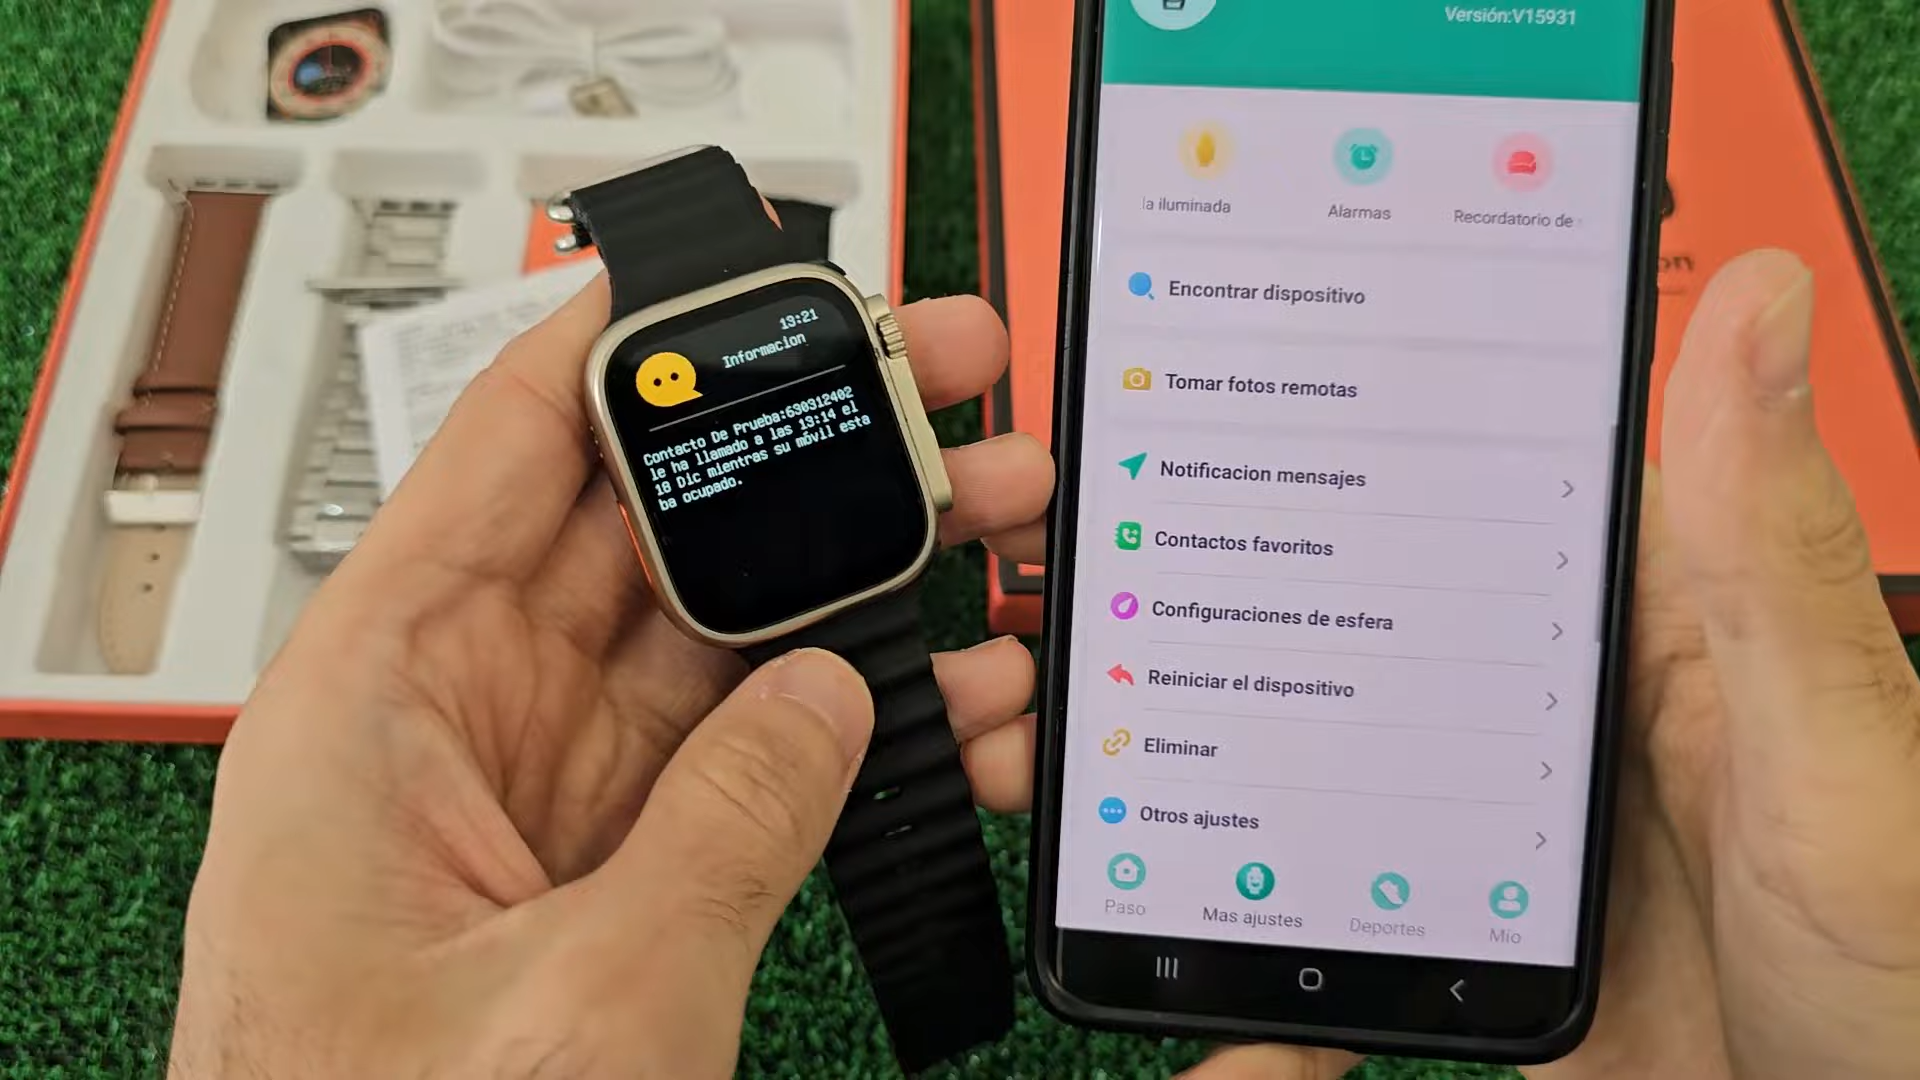 13:21
Informacion
Contacto De Prueba:630312402
le ha llamado a las 13:14 el
18 Dic mientras su móvil esta
ba ocupado.
Versión:V15931
la iluminada
Alarmas
Recordatorio de
Encontrar dispositivo
Tomar fotos remotas
Notificacion mensajes
Contactos favoritos
Configuraciones de esfera
Reiniciar el dispositivo
Eliminar
Otros ajustes
Paso
Mas ajustes
Deportes
Mio